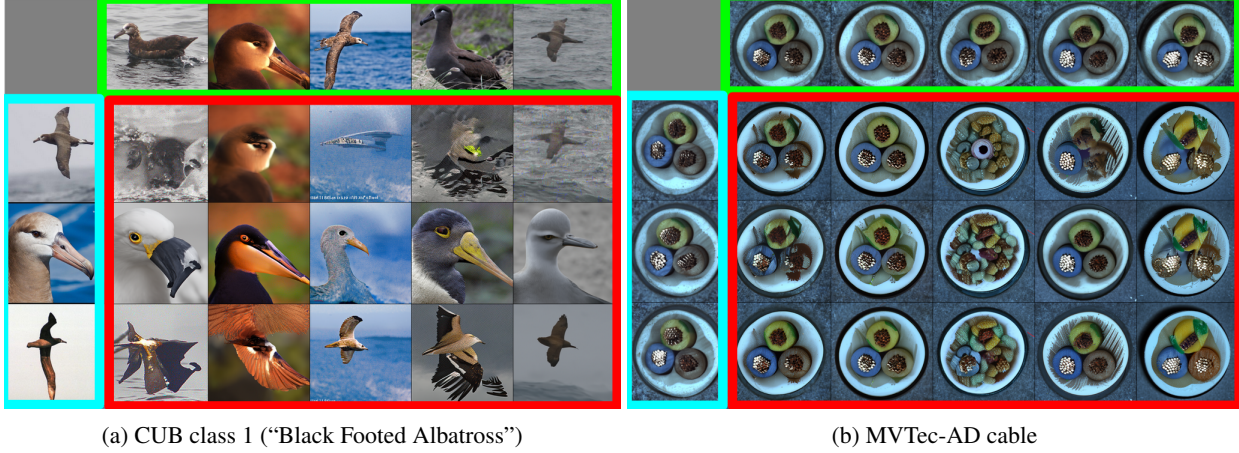 (a) CUB class 1 (“Black Footed Albatross”)
(b) MVTec-AD cable